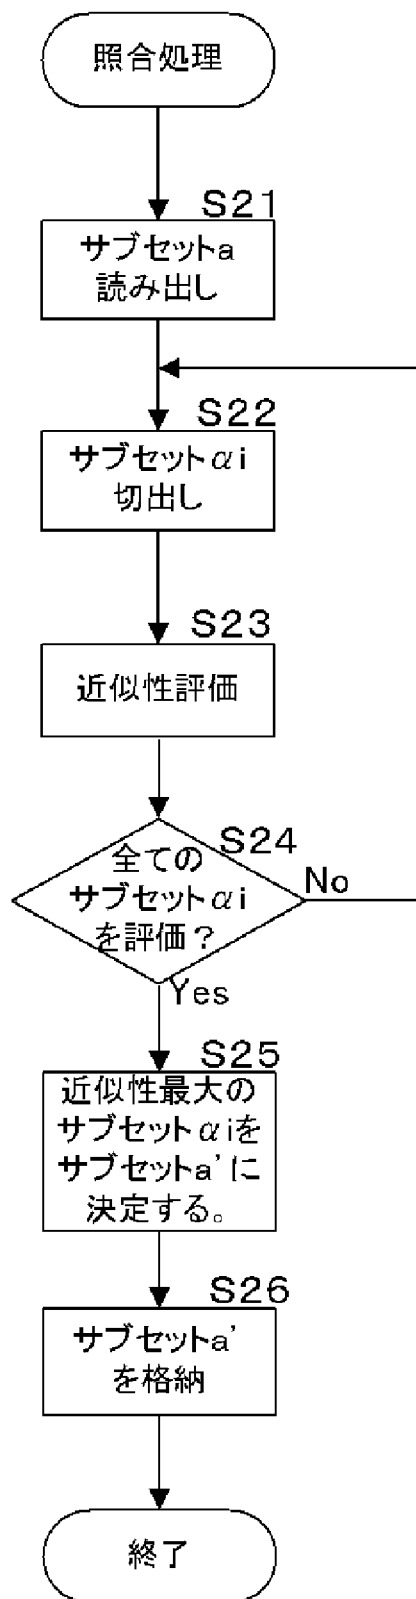 照合処理
S21
サブセットa
読み出し
S22
サブセットαi
切出し
S23
近似性評価
S24
全ての
サブセットαi
を評価？
No
Yes
S25
近似性最大の
サブセットαiを
サブセットa'に
決定する。
S26
サブセットa'
を格納
終了